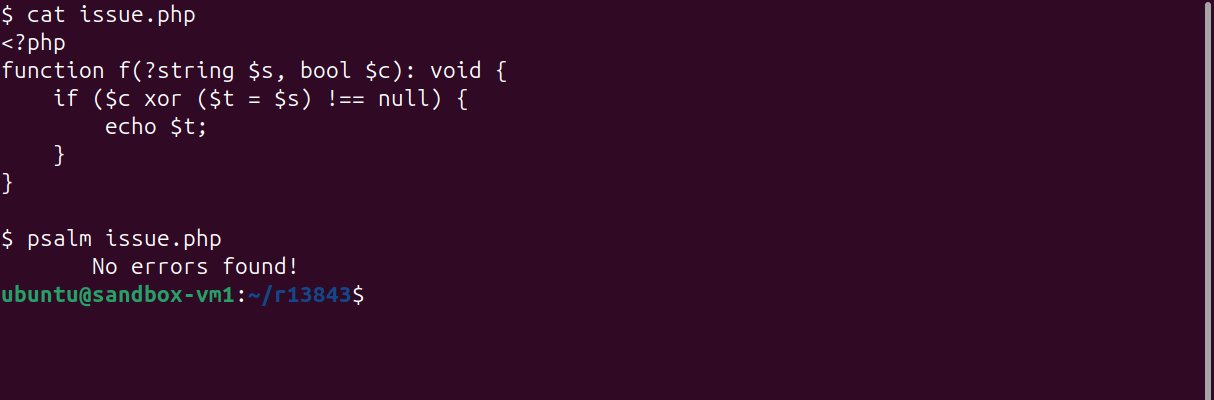 $ cat issue.php
<?php
function f(?string $s, bool $c): void {
    if ($c xor ($t = $s) !== null) {
        echo $t;
    }
}

$ psalm issue.php
       No errors found!
ubuntu@sandbox-vm1:~/r13843$